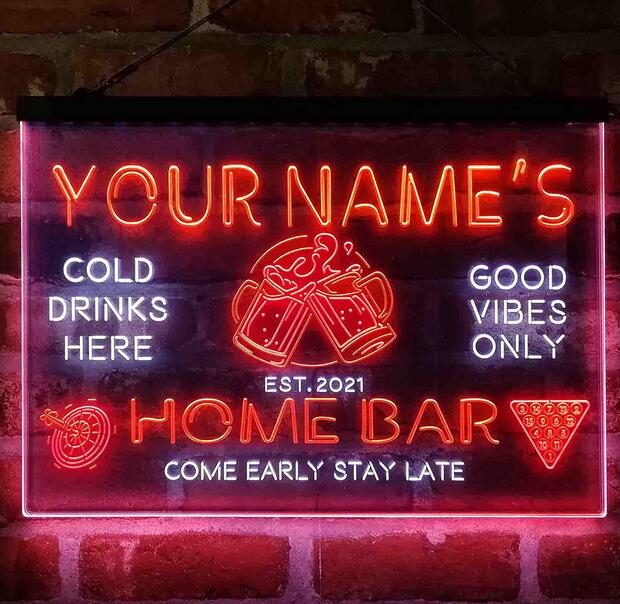 YOUR NAME'S
COLD
DRINKS
HERE
GOOD
VIBES
ONLY
EST. 2021
HOME BAR
COME EARLY STAY LATE